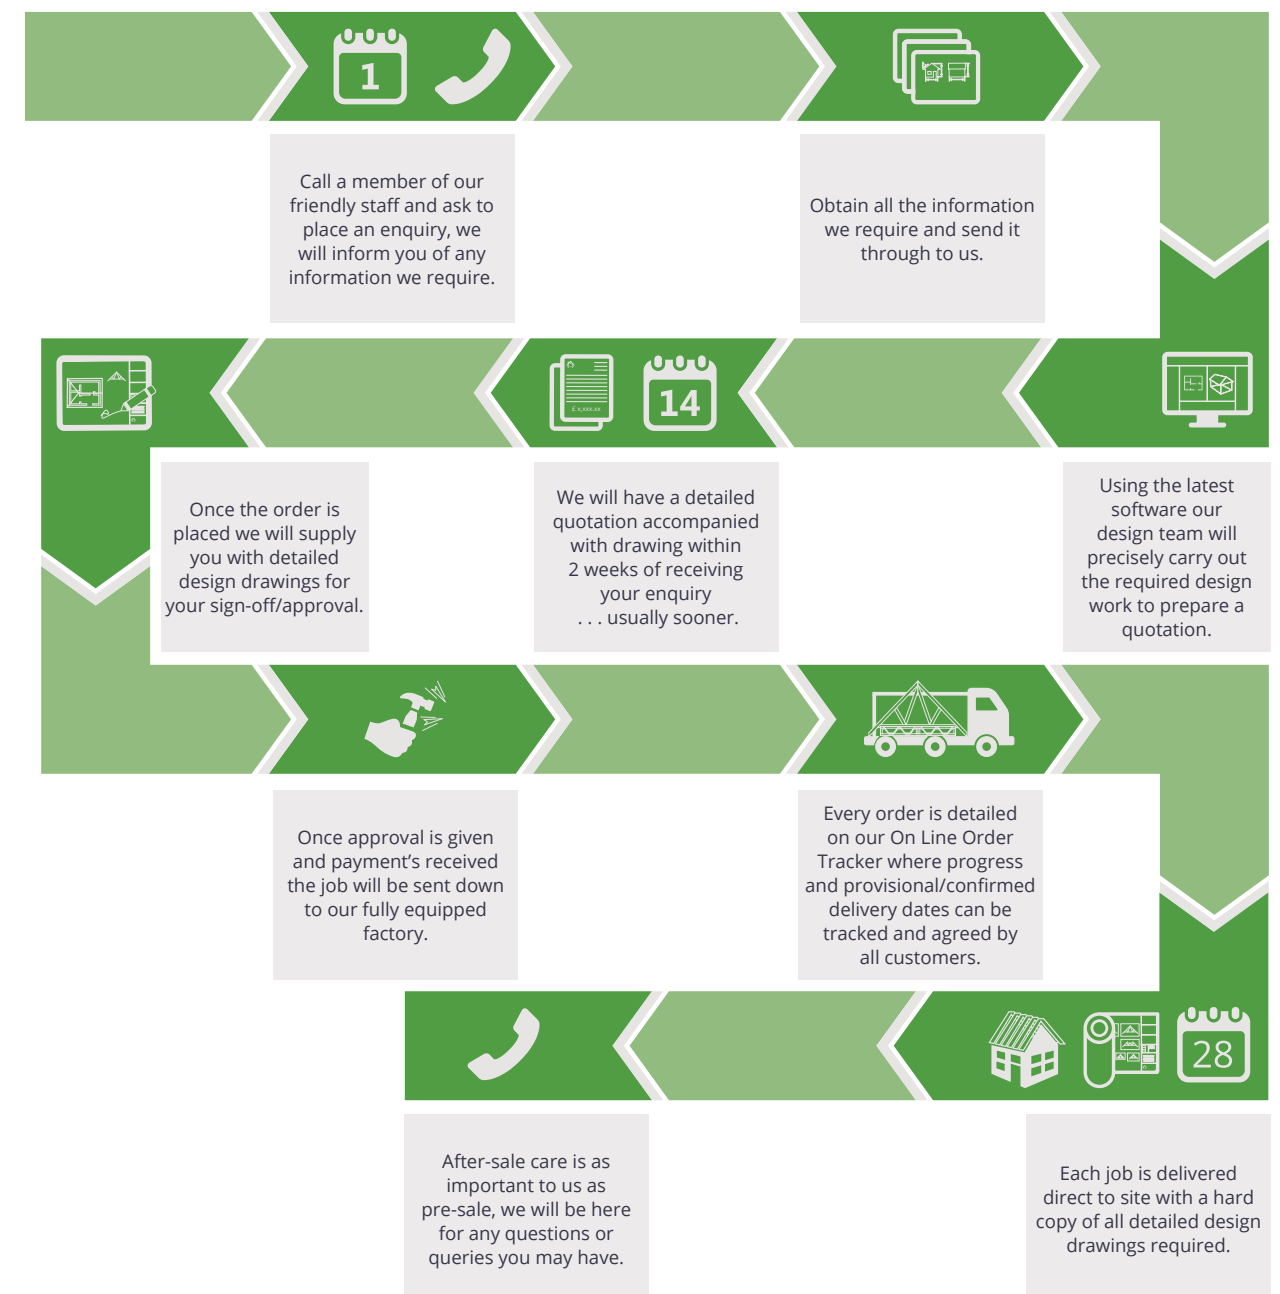 1
Call a member of our
friendly staff and ask to
place an enquiry, we
will inform you of any
information we require.
Obtain all the information
we require and send it
through to us.
Using the latest
software our
design team will
precisely carry out
the required design
work to prepare a
quotation.
£ x,xxx.xx
14
We will have a detailed
quotation accompanied
with drawing within
2 weeks of receiving
your enquiry
. . . usually sooner.
Once the order is
placed we will supply
you with detailed
design drawings for
your sign-off/approval.
Once approval is given
and payment’s received
the job will be sent down
to our fully equipped
factory.
Every order is detailed
on our On Line Order
Tracker where progress
and provisional/confirmed
delivery dates can be
tracked and agreed by
all customers.
28
Each job is delivered
direct to site with a hard
copy of all detailed design
drawings required.
After-sale care is as
important to us as
pre-sale, we will be here
for any questions or
queries you may have.